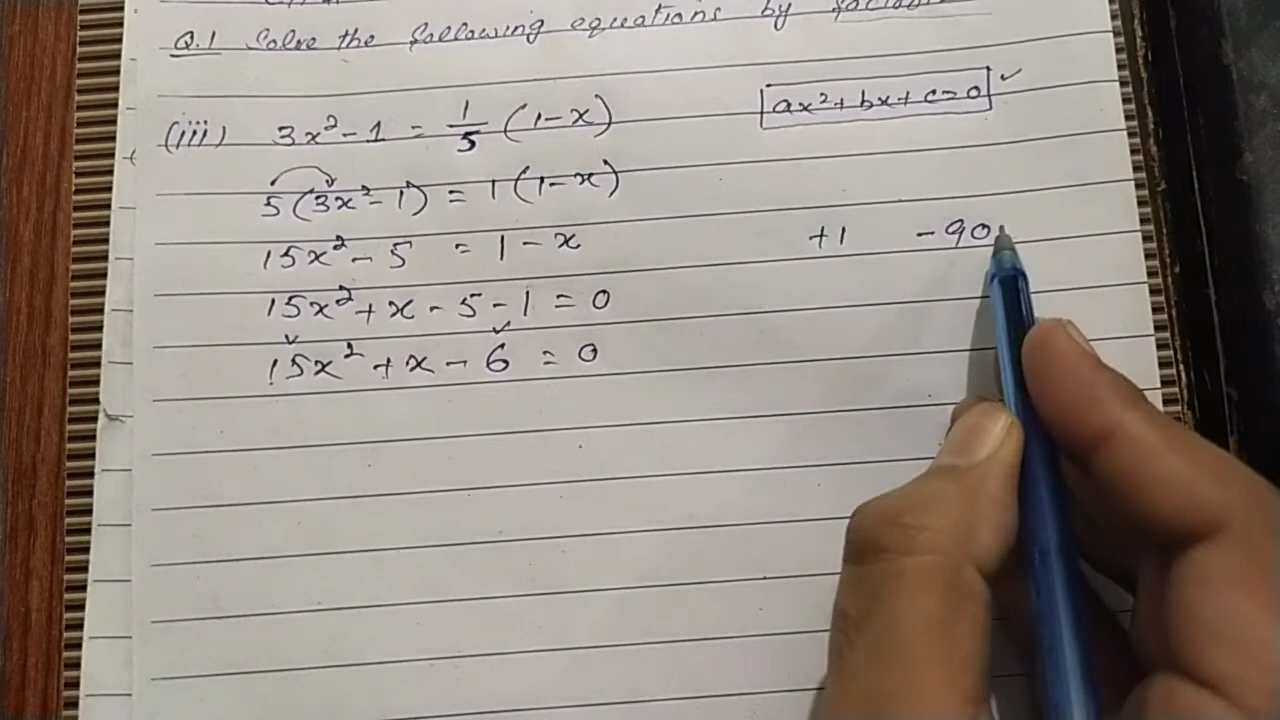 Q.1 Solve the following equations by
(iii) 3x² - 1 = 1/5 (1 - x)
ax² + bx + c = 0 ✓
5(3x² - 1) = 1(1 - x)
15x² - 5 = 1 - x
+1 -90
15x² + x - 5 - 1 = 0
15x² + x - 6 = 0